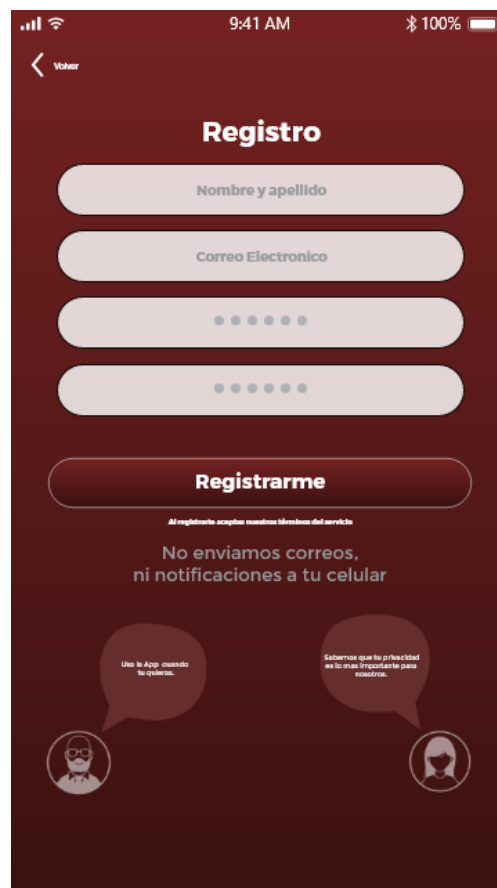 9:41 AM
100%
Volver
Registro
Nombre y apellido
Correo Electronico
Registrarme
Al registrarte aceptas nuestros términos del servicio
No enviamos correos,
ni notificaciones a tu celular
Usa la App cuando
tu quieras.
Sabemos que tu privacidad
es lo mas importante para
nosotros.